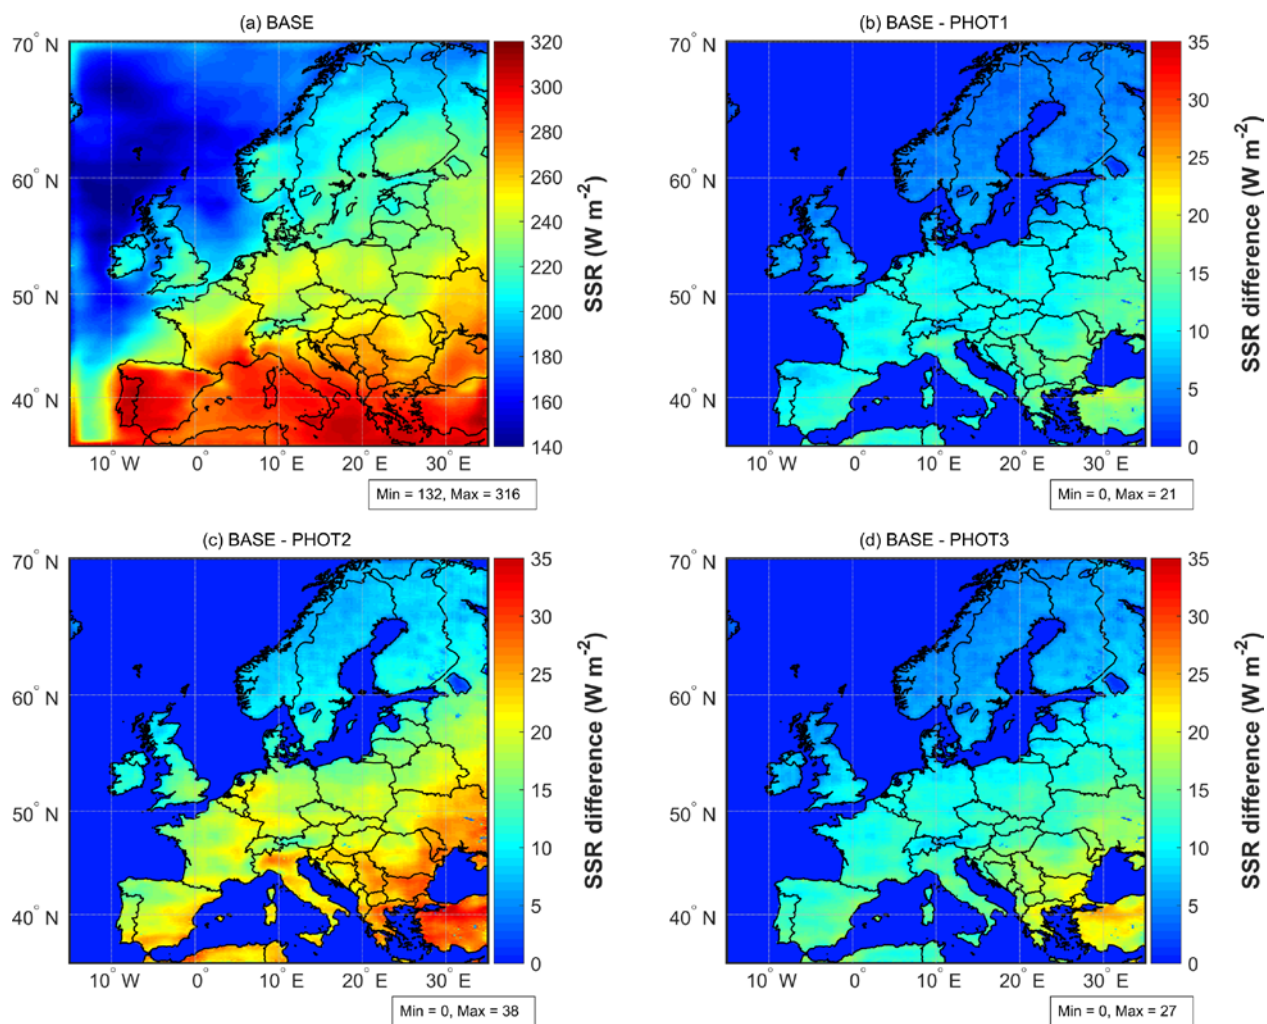 (a) BASE
(b) BASE - PHOT1
70° N
60° N
50° N
40° N
10° W
0°
10° E
20° E
30° E
320
300
280
260
240
220
200
180
160
140
SSR (W m-2)
Min = 132, Max = 316
70° N
60° N
50° N
40° N
10° W
0°
10° E
20° E
30° E
35
30
25
20
15
10
5
0
SSR difference (W m-2)
Min = 0, Max = 21
(c) BASE - PHOT2
(d) BASE - PHOT3
70° N
60° N
50° N
40° N
10° W
0°
10° E
20° E
30° E
35
30
25
20
15
10
5
0
SSR difference (W m-2)
Min = 0, Max = 38
70° N
60° N
50° N
40° N
10° W
0°
10° E
20° E
30° E
35
30
25
20
15
10
5
0
SSR difference (W m-2)
Min = 0, Max = 27